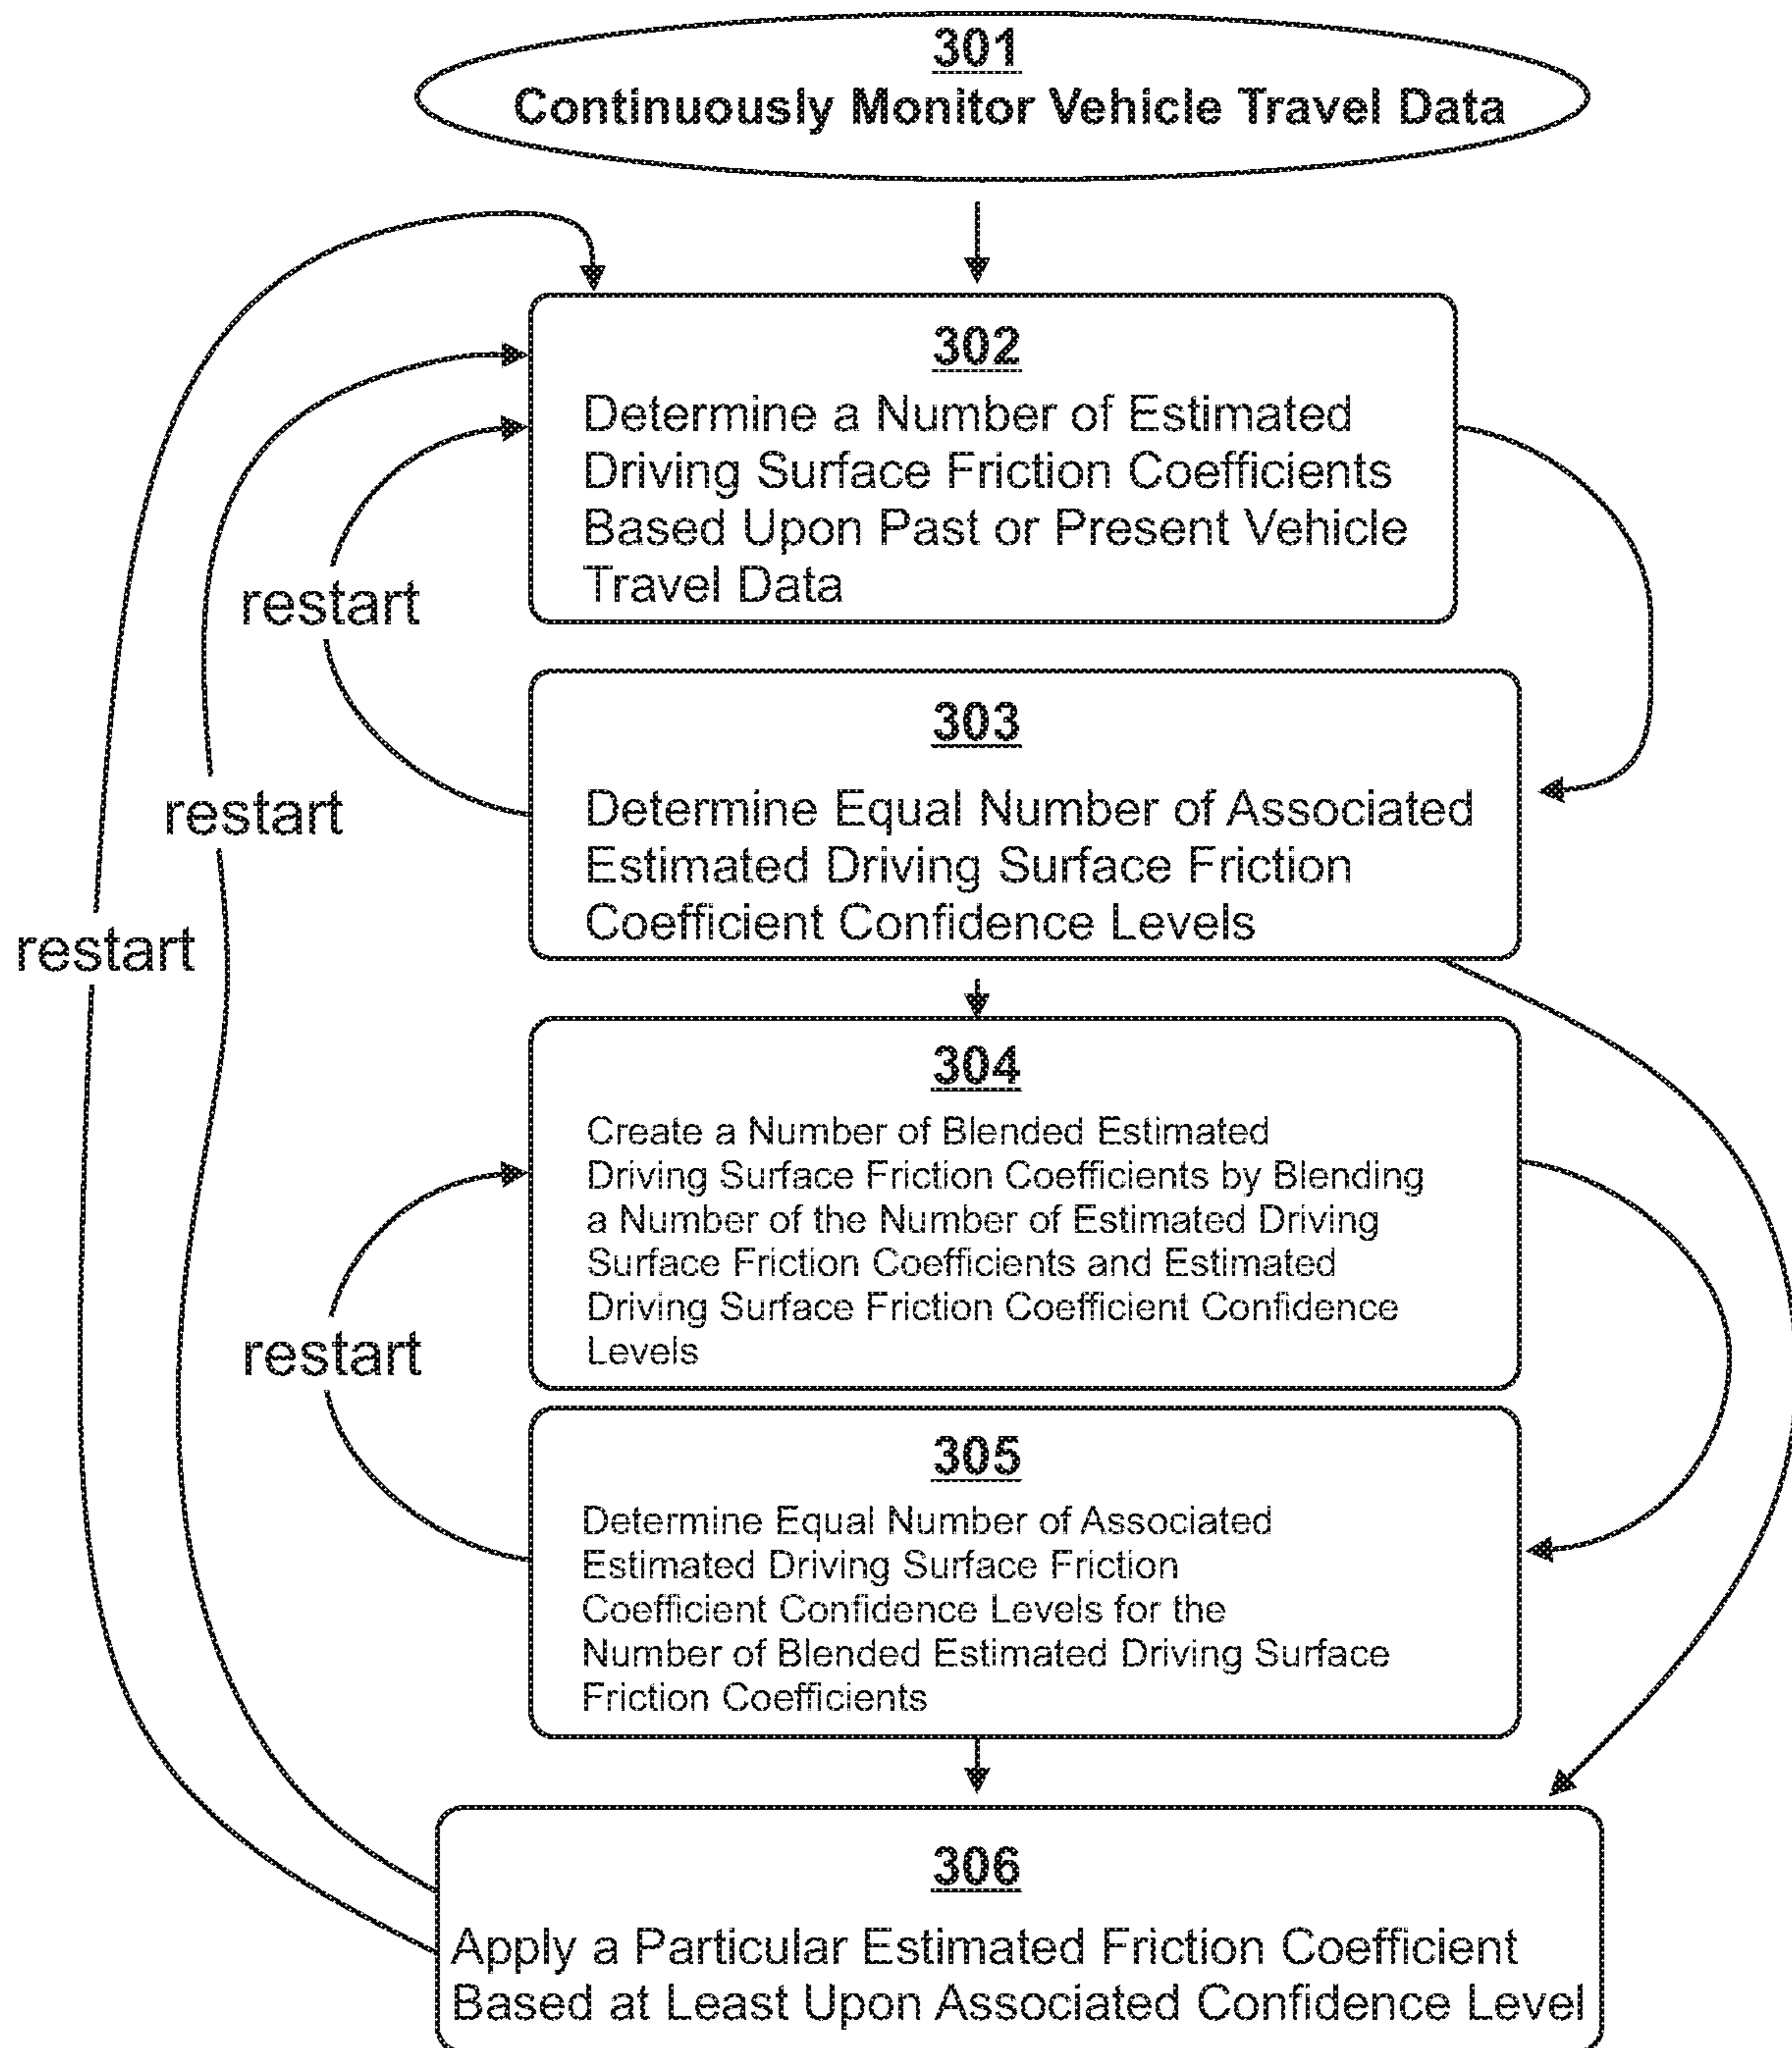 301
Continuously Monitor Vehicle Travel Data
302
Determine a Number of Estimated
Driving Surface Friction Coefficients
Based Upon Past or Present Vehicle
Travel Data
restart
303
Determine Equal Number of Associated
Estimated Driving Surface Friction
Coefficient Confidence Levels
restart
restart
304
Create a Number of Blended Estimated
Driving Surface Friction Coefficients by Blending
a Number of the Number of Estimated Driving
Surface Friction Coefficients and Estimated
Driving Surface Friction Coefficient Confidence
Levels
restart
305
Determine Equal Number of Associated
Estimated Driving Surface Friction
Coefficient Confidence Levels for the
Number of Blended Estimated Driving Surface
Friction Coefficients
306
Apply a Particular Estimated Friction Coefficient
Based at Least Upon Associated Confidence Level